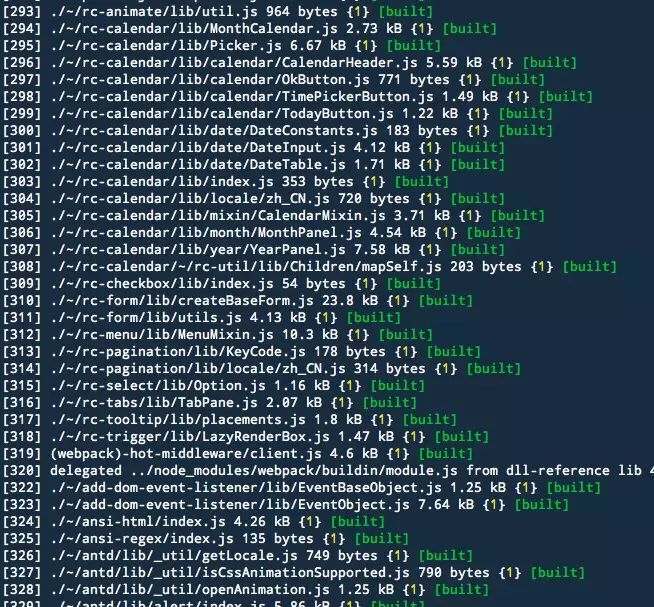 [293] ./~/rc-animate/lib/util.js 964 bytes {1} [built]
[294] ./~/rc-calendar/lib/MonthCalendar.js 2.73 kB {1} [built]
[295] ./~/rc-calendar/lib/Picker.js 6.67 kB {1} [built]
[296] ./~/rc-calendar/lib/calendar/CalendarHeader.js 5.59 kB {1} [built]
[297] ./~/rc-calendar/lib/calendar/OkButton.js 771 bytes {1} [built]
[298] ./~/rc-calendar/lib/calendar/TimePickerButton.js 1.49 kB {1} [built]
[299] ./~/rc-calendar/lib/calendar/TodayButton.js 1.22 kB {1} [built]
[300] ./~/rc-calendar/lib/date/DateConstants.js 183 bytes {1} [built]
[301] ./~/rc-calendar/lib/date/DateInput.js 4.12 kB {1} [built]
[302] ./~/rc-calendar/lib/date/DateTable.js 1.71 kB {1} [built]
[303] ./~/rc-calendar/lib/index.js 353 bytes {1} [built]
[304] ./~/rc-calendar/lib/locale/zh_CN.js 720 bytes {1} [built]
[305] ./~/rc-calendar/lib/mixin/CalendarMixin.js 3.71 kB {1} [built]
[306] ./~/rc-calendar/lib/month/MonthPanel.js 4.54 kB {1} [built]
[307] ./~/rc-calendar/lib/year/YearPanel.js 7.58 kB {1} [built]
[308] ./~/rc-calendar/~/rc-util/lib/Children/mapSelf.js 203 bytes {1} [built]
[309] ./~/rc-checkbox/lib/index.js 54 bytes {1} [built]
[310] ./~/rc-form/lib/createBaseForm.js 23.8 kB {1} [built]
[311] ./~/rc-form/lib/utils.js 4.13 kB {1} [built]
[312] ./~/rc-menu/lib/MenuMixin.js 10.3 kB {1} [built]
[313] ./~/rc-pagination/lib/KeyCode.js 178 bytes {1} [built]
[314] ./~/rc-pagination/lib/locale/zh_CN.js 314 bytes {1} [built]
[315] ./~/rc-select/lib/Option.js 1.16 kB {1} [built]
[316] ./~/rc-tabs/lib/TabPane.js 2.07 kB {1} [built]
[317] ./~/rc-tooltip/lib/placements.js 1.8 kB {1} [built]
[318] ./~/rc-trigger/lib/LazyRenderBox.js 1.47 kB {1} [built]
[319] (webpack)-hot-middleware/client.js 4.6 kB {1} [built]
[320] delegated ../node_modules/webpack/buildin/module.js from dll-reference lib 4
[322] ./~/add-dom-event-listener/lib/EventBaseObject.js 1.25 kB {1} [built]
[323] ./~/add-dom-event-listener/lib/EventObject.js 7.64 kB {1} [built]
[324] ./~/ansi-html/index.js 4.26 kB {1} [built]
[325] ./~/ansi-regex/index.js 135 bytes {1} [built]
[326] ./~/antd/lib/_util/getLocale.js 749 bytes {1} [built]
[327] ./~/antd/lib/_util/isCssAnimationSupported.js 790 bytes {1} [built]
[328] ./~/antd/lib/_util/openAnimation.js 1.25 kB {1} [built]
[329] ./~/antd/lib/alert/index.js 5.86 kB {1} [built]